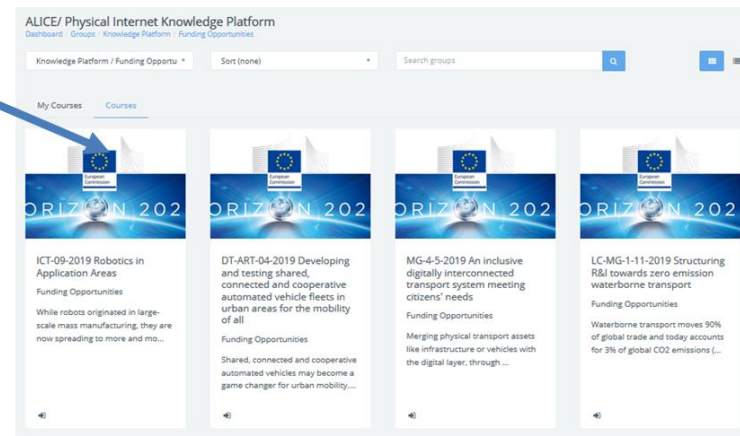 ALICE/ Physical Internet Knowledge Platform
Dashboard / Groups / Knowledge Platform / Funding Opportunities
Knowledge Platform / Funding Opportu
Sort (none)
Search groups
My Courses
Courses
European
Commission
ORIZON 202
ICT-09-2019 Robotics in
Application Areas
Funding Opportunities
While robots originated in large-
scale mass manufacturing, they are
now spreading to more and mo...
European
Commission
ORIZON 202
DT-ART-04-2019 Developing
and testing shared,
connected and cooperative
automated vehicle fleets in
urban areas for the mobility
of all
Funding Opportunities
Shared, connected and cooperative
automated vehicles may become a
game changer for urban mobility....
European
Commission
ORIZON 202
MG-4-5-2019 An inclusive
digitally interconnected
transport system meeting
citizens' needs
Funding Opportunities
Merging physical transport assets
like infrastructure or vehicles with
the digital layer, through ...
European
Commission
ORIZON 202
LC-MG-1-11-2019 Structuring
R&I towards zero emission
waterborne transport
Funding Opportunities
Waterborne transport moves 90%
of global trade and today accounts
for 3% of global CO2 emissions (...